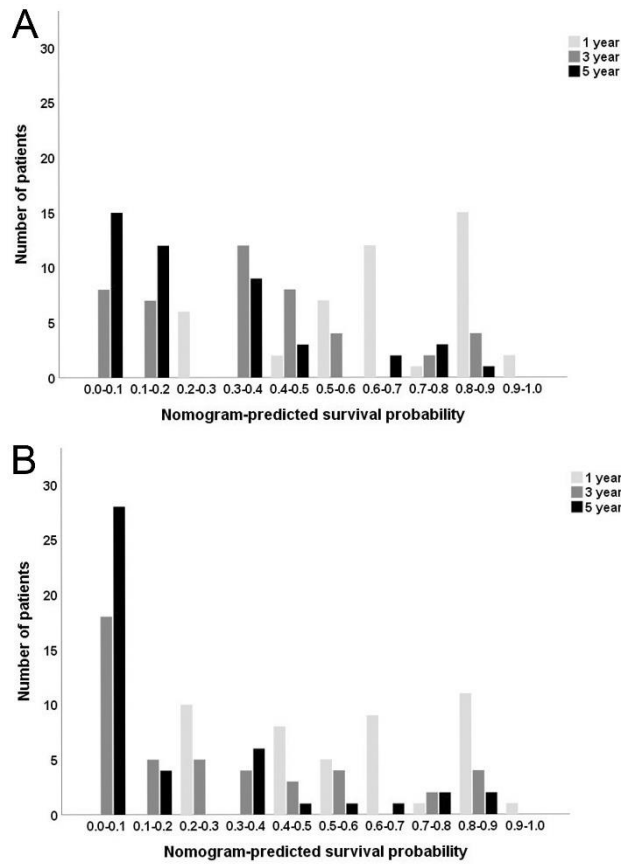 A
1 year
3 year
5 year
30
25
20
15
10
5
0
Number of patients
0.0-0.1 0.1-0.2 0.2-0.3 0.3-0.4 0.4-0.5 0.5-0.6 0.6-0.7 0.7-0.8 0.8-0.9 0.9-1.0
Nomogram-predicted survival probability
B
1 year
3 year
5 year
30
25
20
15
10
5
0
Number of patients
0.0-0.1 0.1-0.2 0.2-0.3 0.3-0.4 0.4-0.5 0.5-0.6 0.6-0.7 0.7-0.8 0.8-0.9 0.9-1.0
Nomogram-predicted survival probability